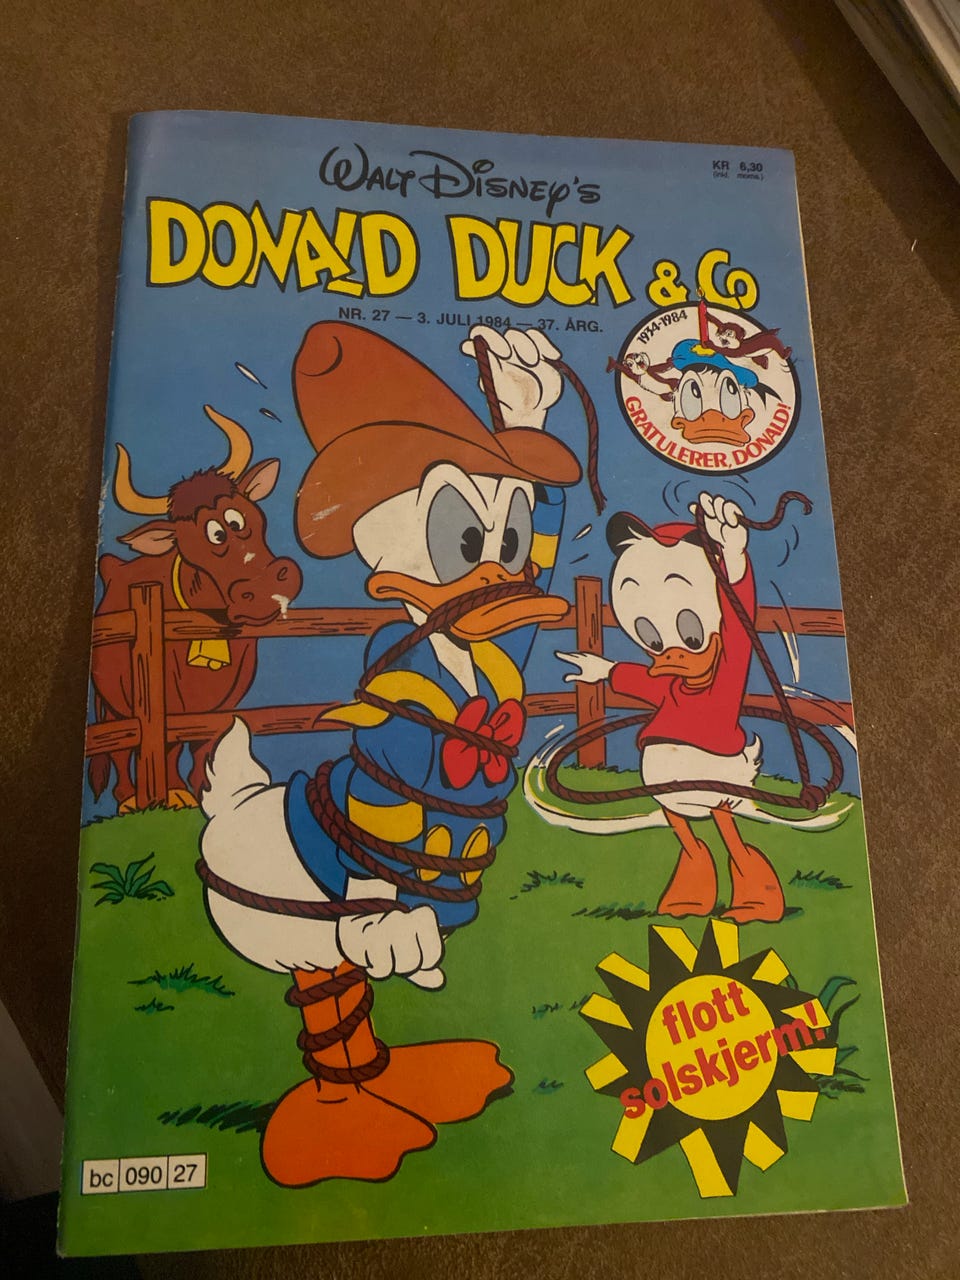 WALT DISNEY'S
KR 6,30
(inkl. moms.)
DONALD DUCK & Co
NR. 27 — 3. JULI 1984 — 37. ÅRG.
1934-1984
GRATULERER, DONALD!
flott
solskjerm!
bc 090 27